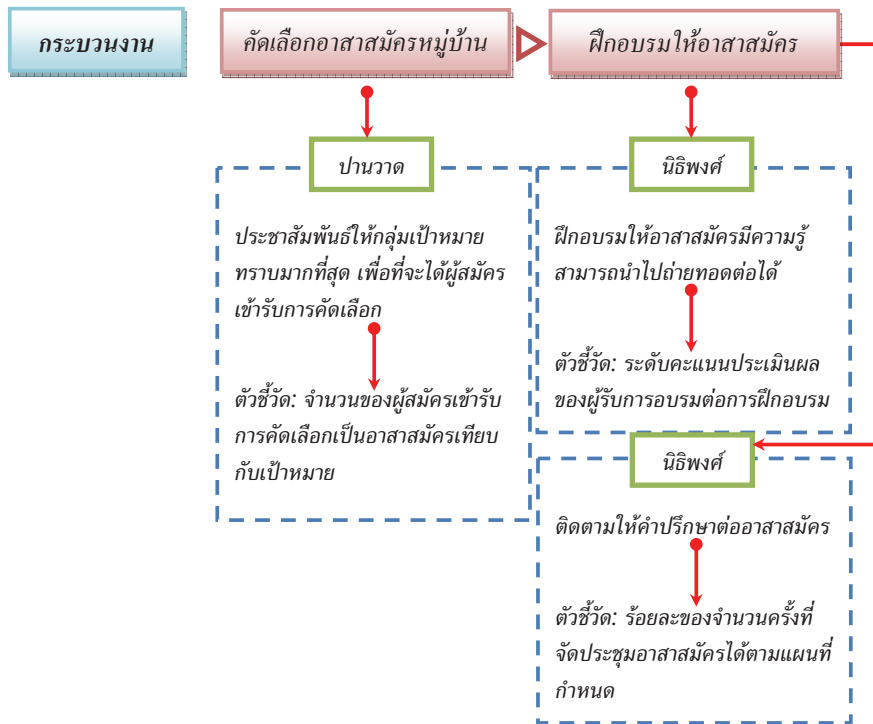 กระบวนงาน
คัดเลือกอาสาสมัครหมู่บ้าน
ฝึกอบรมให้อาสาสมัคร
ปานวาด
ประชาสัมพันธ์ให้กลุ่มเป้าหมาย
ทราบมากที่สุด เพื่อที่จะได้ผู้สมัคร
เข้ารับการคัดเลือก
ตัวชี้วัด: จำนวนของผู้สมัครเข้ารับ
การคัดเลือกเป็นอาสาสมัครเทียบ
กับเป้าหมาย
นิธิพงศ์
ฝึกอบรมให้อาสาสมัครมีความรู้
สามารถนำไปถ่ายทอดต่อได้
ตัวชี้วัด: ระดับคะแนนประเมินผล
ของผู้รับการอบรมต่อการฝึกอบรม
นิธิพงศ์
ติดตามให้คำปรึกษาต่ออาสาสมัคร
ตัวชี้วัด: ร้อยละของจำนวนครั้งที่
จัดประชุมอาสาสมัครได้ตามแผนที่
กำหนด